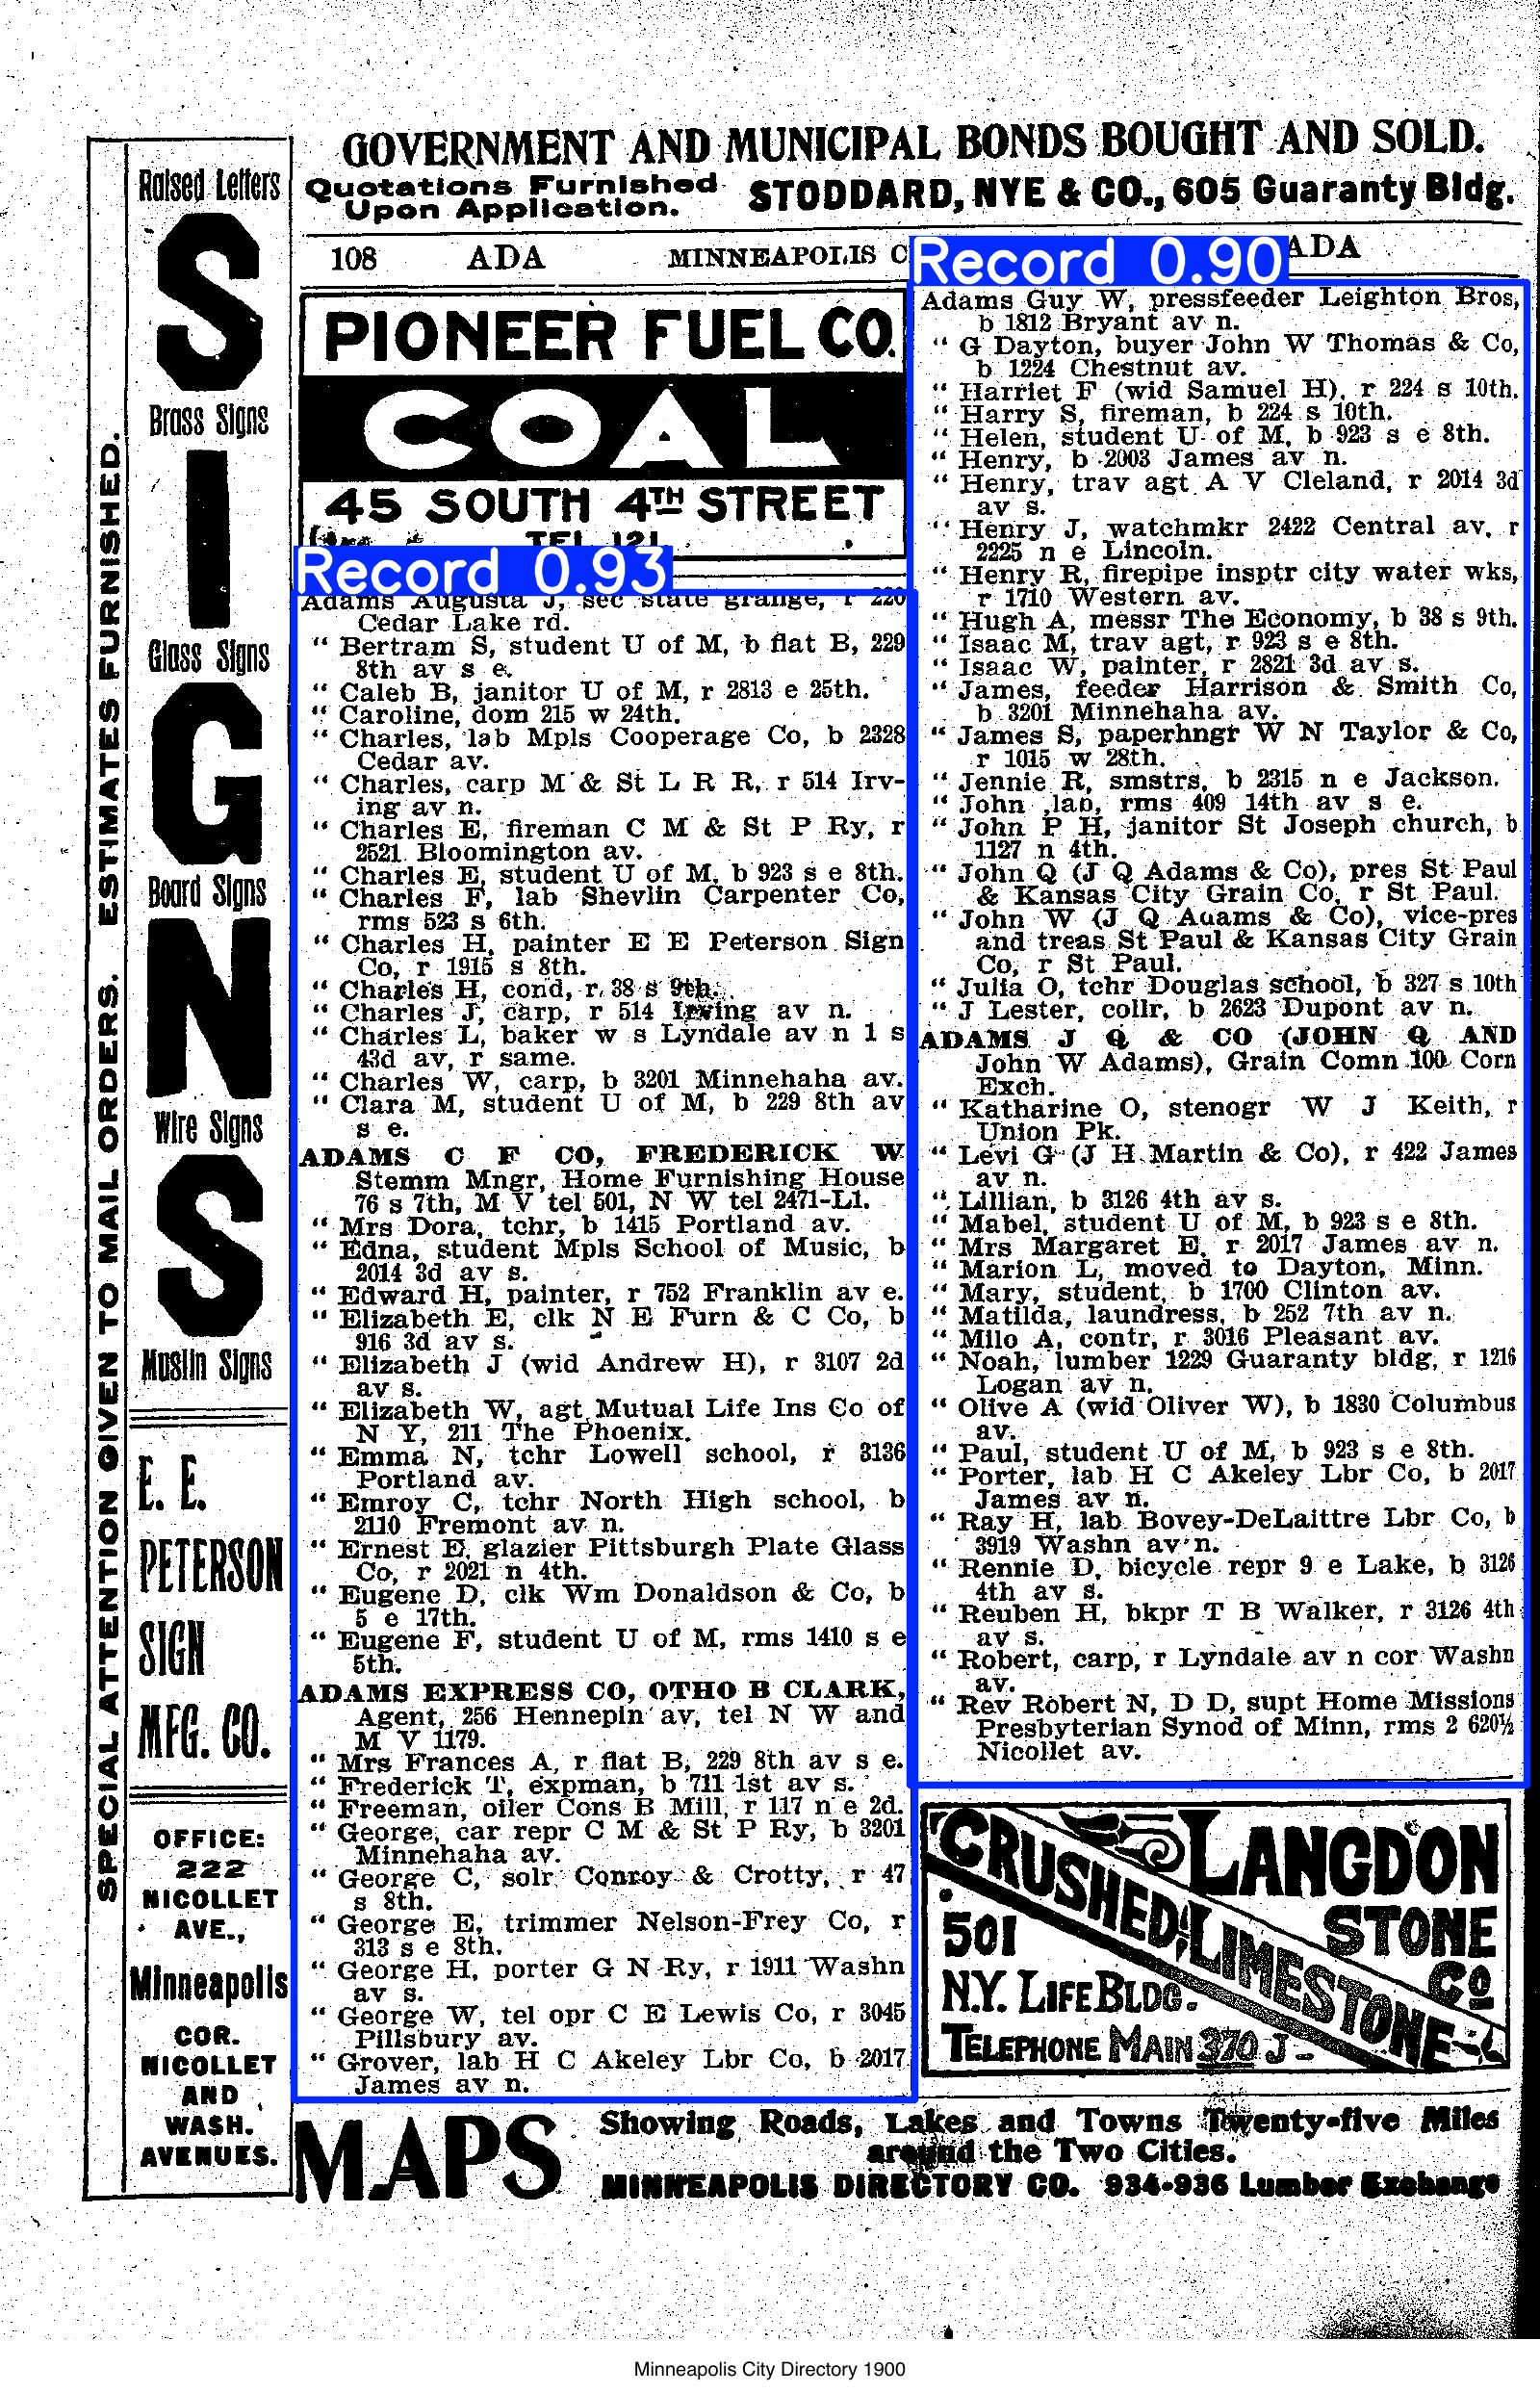 GOVERNMENT AND MUNICIPAL BONDS BOUGHT AND SOLD.
Quotations Furnished
Upon Application.
STODDARD, NYE & CO., 605 Guaranty Bldg.
108 ADA MINNEAPOLIS C
ADA
SPECIAL ATTENTION GIVEN TO MAIL ORDERS. ESTIMATES FURNISHED.
Raised Letters
S
Brass Signs
I
Glass Signs
G
Board Signs
N
Wire Signs
S
Muslin Signs
E. E.
PETERSON
SIGN
MFG. CO.
OFFICE:
222
NICOLLET
AVE.,
Minneapolis
COR.
NICOLLET
AND
WASH.
AVENUES.
PIONEER FUEL CO.
COAL
45 SOUTH 4TH STREET
TEL 121
Record 0.93
Adams Augusta J, sec state grange, r 220
Cedar Lake rd.
" Bertram S, student U of M, b flat B, 229
8th av s e.
" Caleb B, janitor U of M, r 2813 e 25th.
" Caroline, dom 215 w 24th.
" Charles, lab Mpls Cooperage Co, b 2328
Cedar av.
" Charles, carp M & St L R R, r 514 Irv-
ing av n.
" Charles E, fireman C M & St P Ry, r
2521 Bloomington av.
" Charles E, student U of M, b 923 s e 8th.
" Charles F, lab Shevlin Carpenter Co,
rms 523 s 6th.
" Charles H, painter E E Peterson Sign
Co, r 1915 s 8th.
" Charles H, cond, r 38 s 9th.
" Charles J, carp, r 514 Irving av n.
" Charles L, baker w s Lyndale av n 1 s
43d av, r same.
" Charles W, carp, b 3201 Minnehaha av.
" Clara M, student U of M, b 229 8th av
s e.
ADAMS C F CO, FREDERICK W
Stemm Mngr, Home Furnishing House
76 s 7th, M V tel 501, N W tel 2471-L1.
" Mrs Dora, tchr, b 1415 Portland av.
" Edna, student Mpls School of Music, b
2014 3d av s.
" Edward H, painter, r 752 Franklin av e.
" Elizabeth E, clk N E Furn & C Co, b
916 3d av s.
" Elizabeth J (wid Andrew H), r 3107 2d
av s.
" Elizabeth W, agt Mutual Life Ins Co of
N Y, 211 The Phoenix.
" Emma N, tchr Lowell school, r 3136
Portland av.
" Emroy C, tchr North High school, b
2110 Fremont av n.
" Ernest E, glazier Pittsburgh Plate Glass
Co, r 2021 n 4th.
" Eugene D, clk Wm Donaldson & Co, b
5 e 17th.
" Eugene F, student U of M, rms 1410 s e
5th.
ADAMS EXPRESS CO, OTHO B CLARK,
Agent, 256 Hennepin av, tel N W and
M V 1179.
" Mrs Frances A, r flat B, 229 8th av s e.
" Frederick T, expman, b 711 1st av s.
" Freeman, oiler Cons B Mill, r 117 n e 2d.
" George, car repr C M & St P Ry, b 3201
Minnehaha av.
" George C, solr Conroy & Crotty, r 47
s 8th.
" George E, trimmer Nelson-Frey Co, r
313 s e 8th.
" George H, porter G N Ry, r 1911 Washn
av s.
" George W, tel opr C E Lewis Co, r 3045
Pillsbury av.
" Grover, lab H C Akeley Lbr Co, b 2017
James av n.
Record 0.90
Adams Guy W, pressfeeder Leighton Bros,
b 1812 Bryant av n.
" G Dayton, buyer John W Thomas & Co,
b 1224 Chestnut av.
" Harriet F (wid Samuel H), r 224 s 10th.
" Harry S, fireman, b 224 s 10th.
" Helen, student U of M, b 923 s e 8th.
" Henry, b 2003 James av n.
" Henry, trav agt A V Cleland, r 2014 3d
av s.
" Henry J, watchmkr 2422 Central av, r
2225 n e Lincoln.
" Henry R, firepipe insptr city water wks,
r 1710 Western av.
" Hugh A, messr The Economy, b 38 s 9th.
" Isaac M, trav agt, r 923 s e 8th.
" Isaac W, painter, r 2821 3d av s.
" James, feeder Harrison & Smith Co,
b 3201 Minnehaha av.
" James S, paperhngr W N Taylor & Co,
r 1015 w 28th.
" Jennie R, smstrs, b 2315 n e Jackson.
" John ,lab, rms 409 14th av s e.
" John P H, janitor St Joseph church, b
1127 n 4th.
" John Q (J Q Adams & Co), pres St Paul
& Kansas City Grain Co, r St Paul.
" John W (J Q Adams & Co), vice-pres
and treas St Paul & Kansas City Grain
Co, r St Paul.
" Julia O, tchr Douglas school, b 327 s 10th
" J Lester, collr, b 2623 Dupont av n.
ADAMS J Q & CO (JOHN Q AND
John W Adams), Grain Comn 100 Corn
Exch.
" Katharine O, stenogr W J Keith, r
Union Pk.
" Levi G (J H Martin & Co), r 422 James
av n.
" Lillian, b 3126 4th av s.
" Mabel, student U of M, b 923 s e 8th.
" Mrs Margaret E, r 2017 James av n.
" Marion L, moved to Dayton, Minn.
" Mary, student, b 1700 Clinton av.
" Matilda, laundress, b 252 7th av n.
" Milo A, contr, r 3016 Pleasant av.
" Noah, lumber 1229 Guaranty bldg, r 1216
Logan av n.
" Olive A (wid Oliver W), b 1830 Columbus
av.
" Paul, student U of M, b 923 s e 8th.
" Porter, lab H C Akeley Lbr Co, b 2017
James av n.
" Ray H, lab Bovey-DeLaittre Lbr Co, b
3919 Washn av n.
" Rennie D, bicycle repr 9 e Lake, b 3126
4th av s.
" Reuben H, bkpr T B Walker, r 3126 4th
av s.
" Robert, carp, r Lyndale av n cor Washn
av.
" Rev Robert N, D D, supt Home Missions
Presbyterian Synod of Minn, rms 2 620½
Nicollet av.
LANGDON
STONE
CO
CRUSHED LIMESTONE
501
N.Y. LIFE BLDG.
TELEPHONE MAIN 370 J
MAPS
Showing Roads, Lakes and Towns Twenty-five Miles
around the Two Cities.
MINNEAPOLIS DIRECTORY CO. 934-936 Lumber Exchange
Minneapolis City Directory 1900